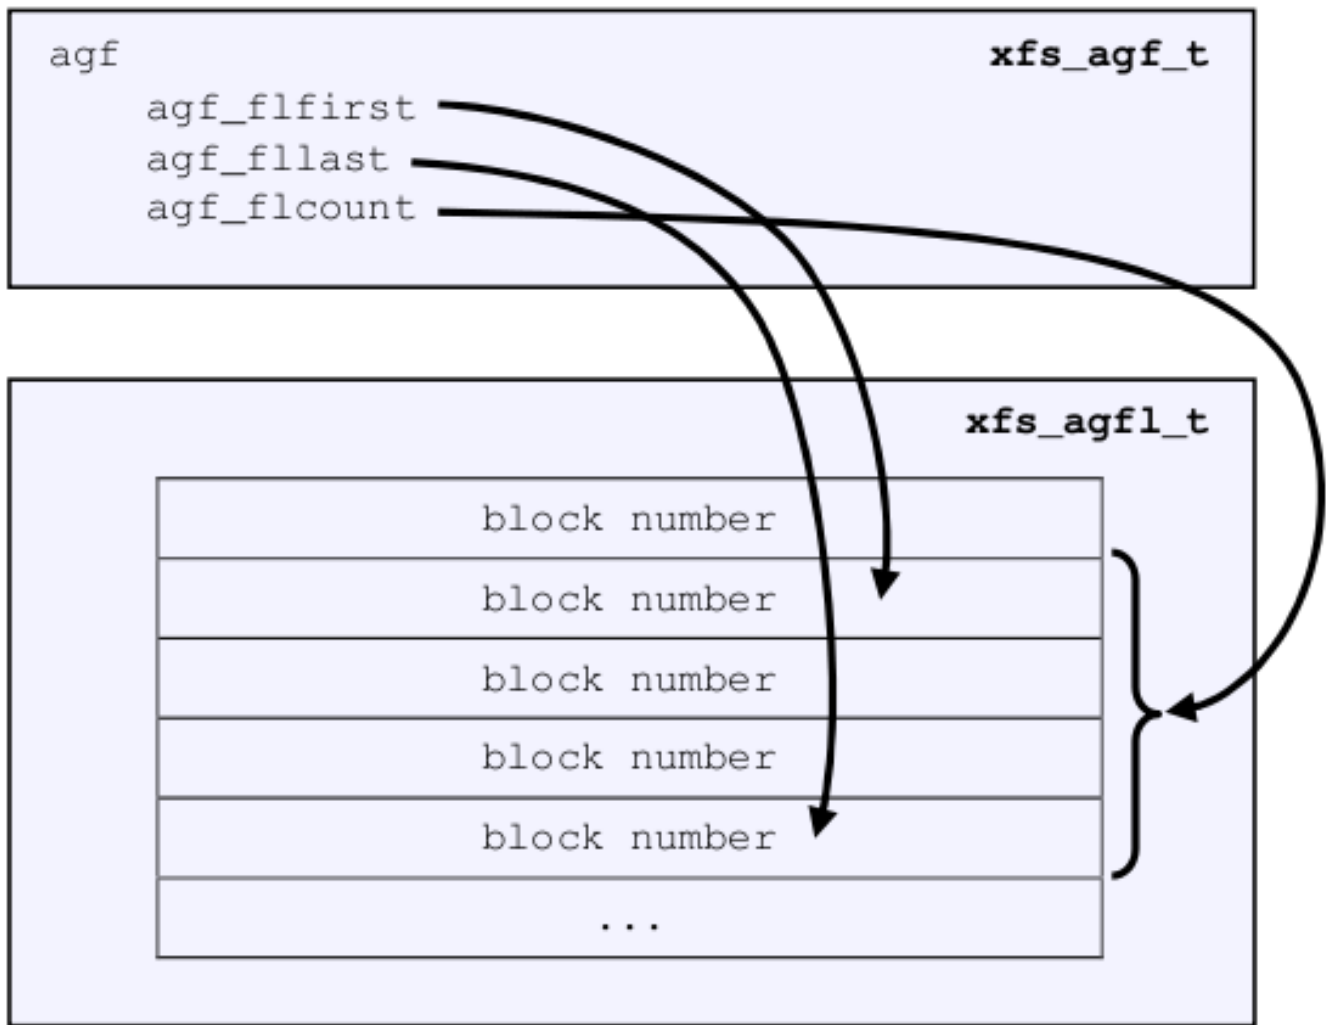 agf xfs_agf_t
agf_flfirst
agf_fllast
agf_flcount
xfs_agfl_t
block number
block number
block number
block number
block number
...